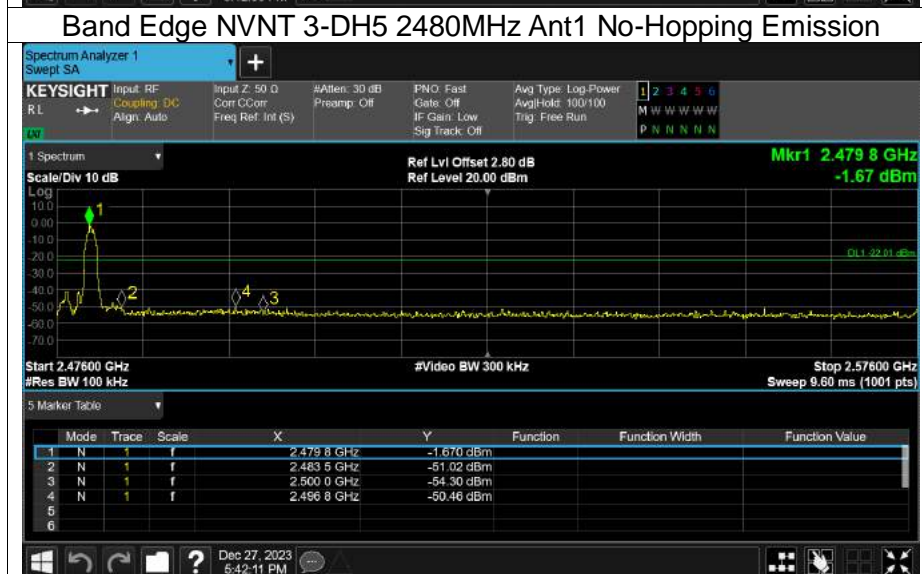 Band Edge NVNT 3-DH5 2480MHz Ant1 No-Hopping Emission
Spectrum Analyzer 1
Swept SA
+
KEYSIGHT Input: RF Input Z: 50 Ω #Atten: 30 dB PNO: Fast Avg Type: Log-Power 1 2 3 4 5 6
RL Coupling: DC Corr CCorr Preamp: Off Gate: Off Avg|Hold: 100/100 M W W W W W
Align: Auto Freq Ref: Int (S) IF Gain: Low Trig: Free Run
Sig Track: Off P N N N N N
1 Spectrum Ref Lvl Offset 2.80 dB Mkr1 2.479 8 GHz
Scale/Div 10 dB Ref Level 20.00 dBm -1.67 dBm
Log
10.0
0.00
-10.0
-20.0
-30.0
-40.0
-50.0
-60.0
-70.0
1
2
4
3
DL1 -22.01 dBm
Start 2.47600 GHz #Video BW 300 kHz Stop 2.57600 GHz
#Res BW 100 kHz Sweep 9.60 ms (1001 pts)
5 Marker Table
Mode Trace Scale X Y Function Function Width Function Value
1 N 1 f 2.479 8 GHz -1.670 dBm
2 N 1 f 2.483 5 GHz -51.02 dBm
3 N 1 f 2.500 0 GHz -54.30 dBm
4 N 1 f 2.496 8 GHz -50.46 dBm
5
6
? Dec 27, 2023
5:42:11 PM